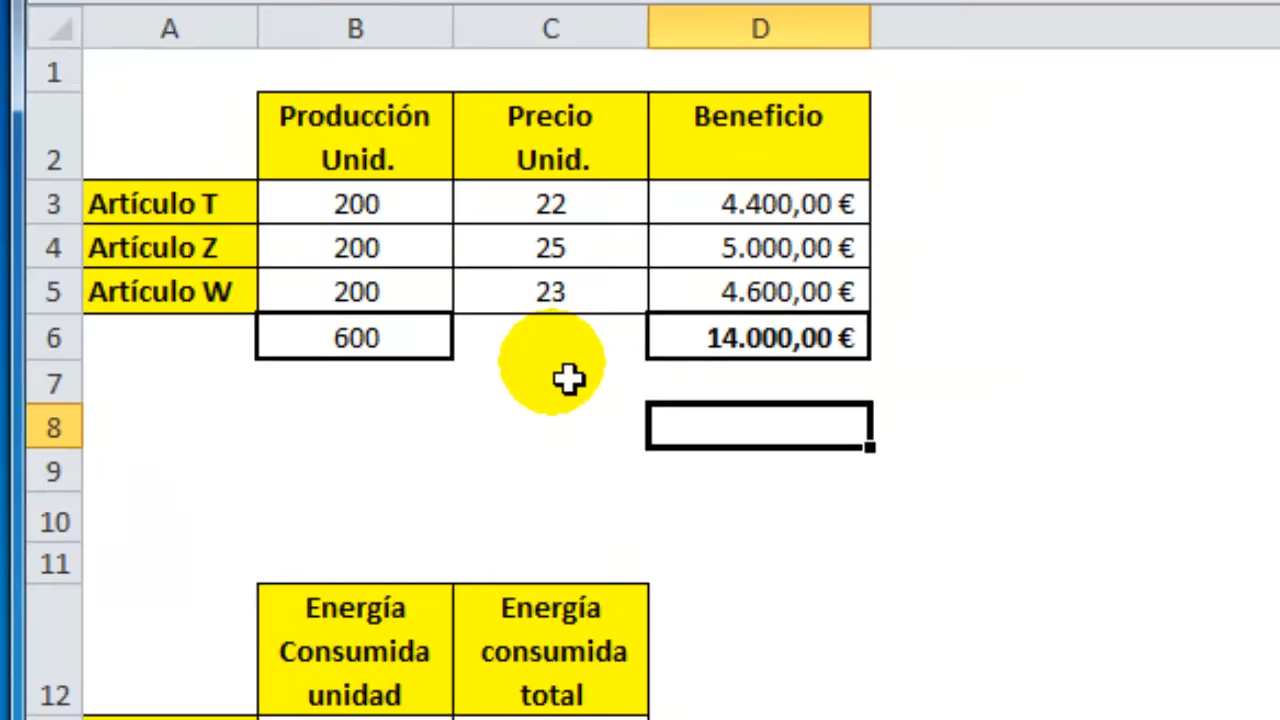 A B C D
1
Producción Precio Beneficio
2 Unid. Unid.
3 Artículo T 200 22 4.400,00 €
4 Artículo Z 200 25 5.000,00 €
5 Artículo W 200 23 4.600,00 €
6 600 14.000,00 €
7
8
9
10
11
Energía Energía
Consumida consumida
12 unidad total